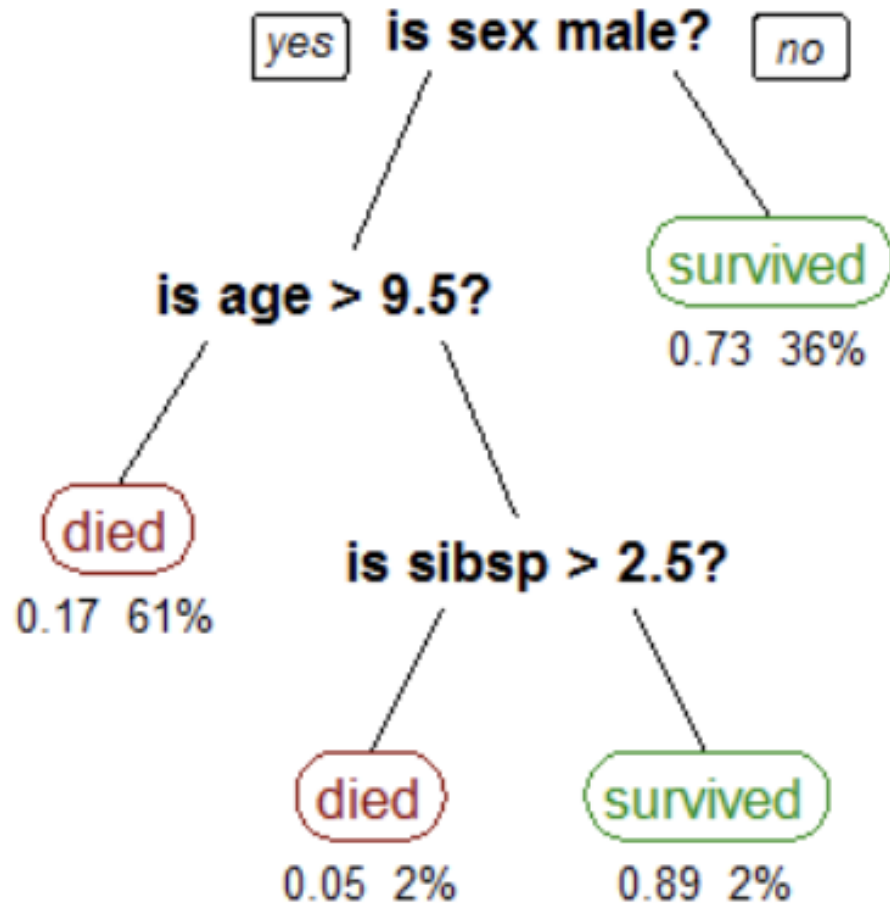 yes is sex male? no
survived
0.73 36%
is age > 9.5?
died
0.17 61%
is sibsp > 2.5?
died survived
0.05 2% 0.89 2%